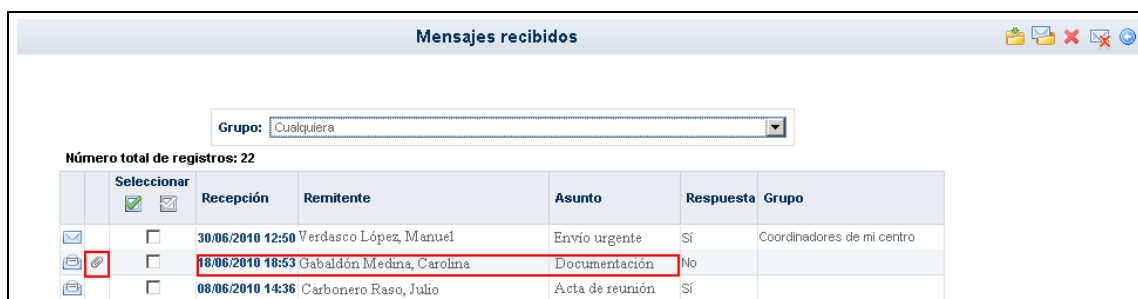 Mensajes recibidos
Grupo: Cualquiera
Número total de registros: 22
Seleccionar
Recepción Remitente Asunto Respuesta Grupo
30/06/2010 12:50 Verdasco López, Manuel Envío urgente Sí Coordinadores de mi centro
18/06/2010 18:53 Gabaldón Medina, Carolina Documentación No
08/06/2010 14:36 Carbonero Raso, Julio Acta de reunión Sí